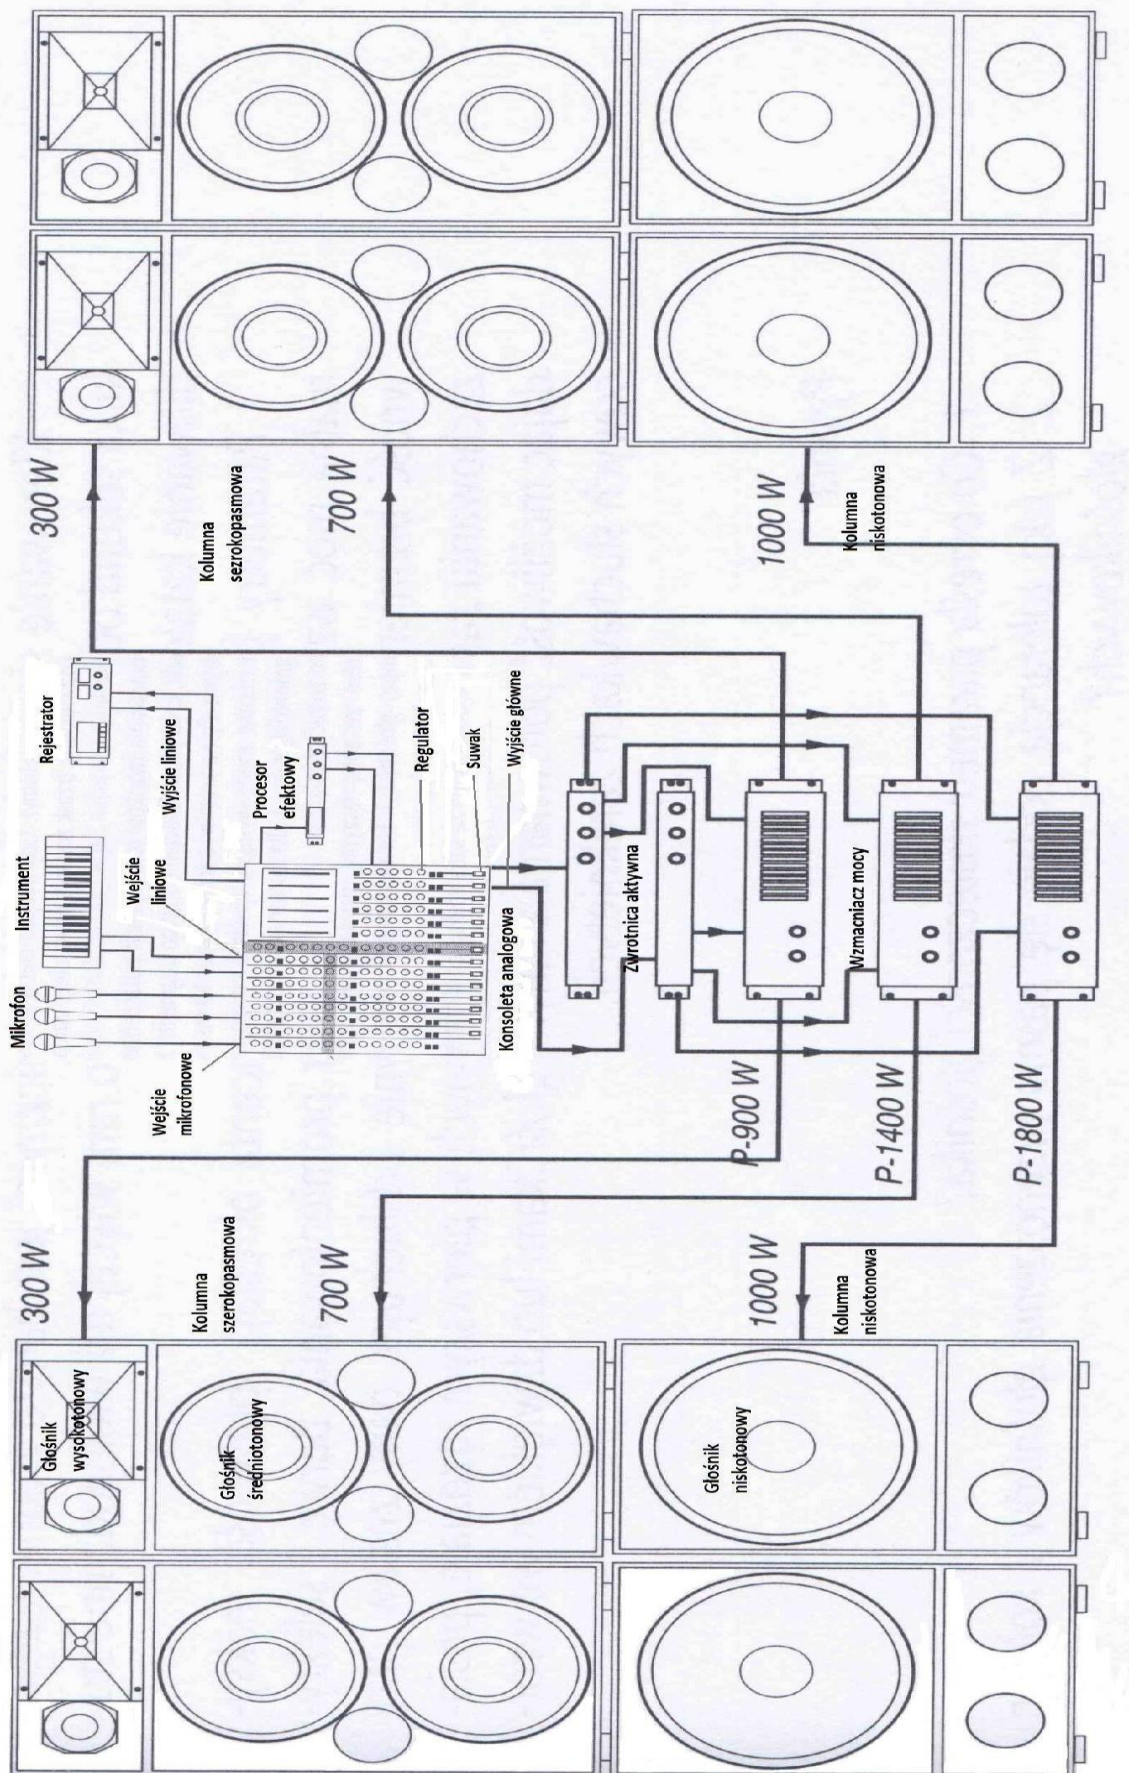 300 W
Mikrofon
Instrument
Rejestrator
300 W
Głośnik
wysokotonowy
Wejście
mikrofonowe
Wejście
liniowe
Wyjście liniowe
Kolumna
szerokopasmowa
Kolumna
sezrokopasmowa
Głośnik
średniotonowy
Procesor
efektowy
700 W
700 W
Regulator
Suwak
Wyjście główne
Konsoleta analogowa
Zwrotnica aktywna
Głośnik
niskotonowy
1000 W
P-900 W
1000 W
Kolumna
niskotonowa
Kolumna
niskotonowa
Wzmacniacz mocy
P-1400 W
P-1800 W